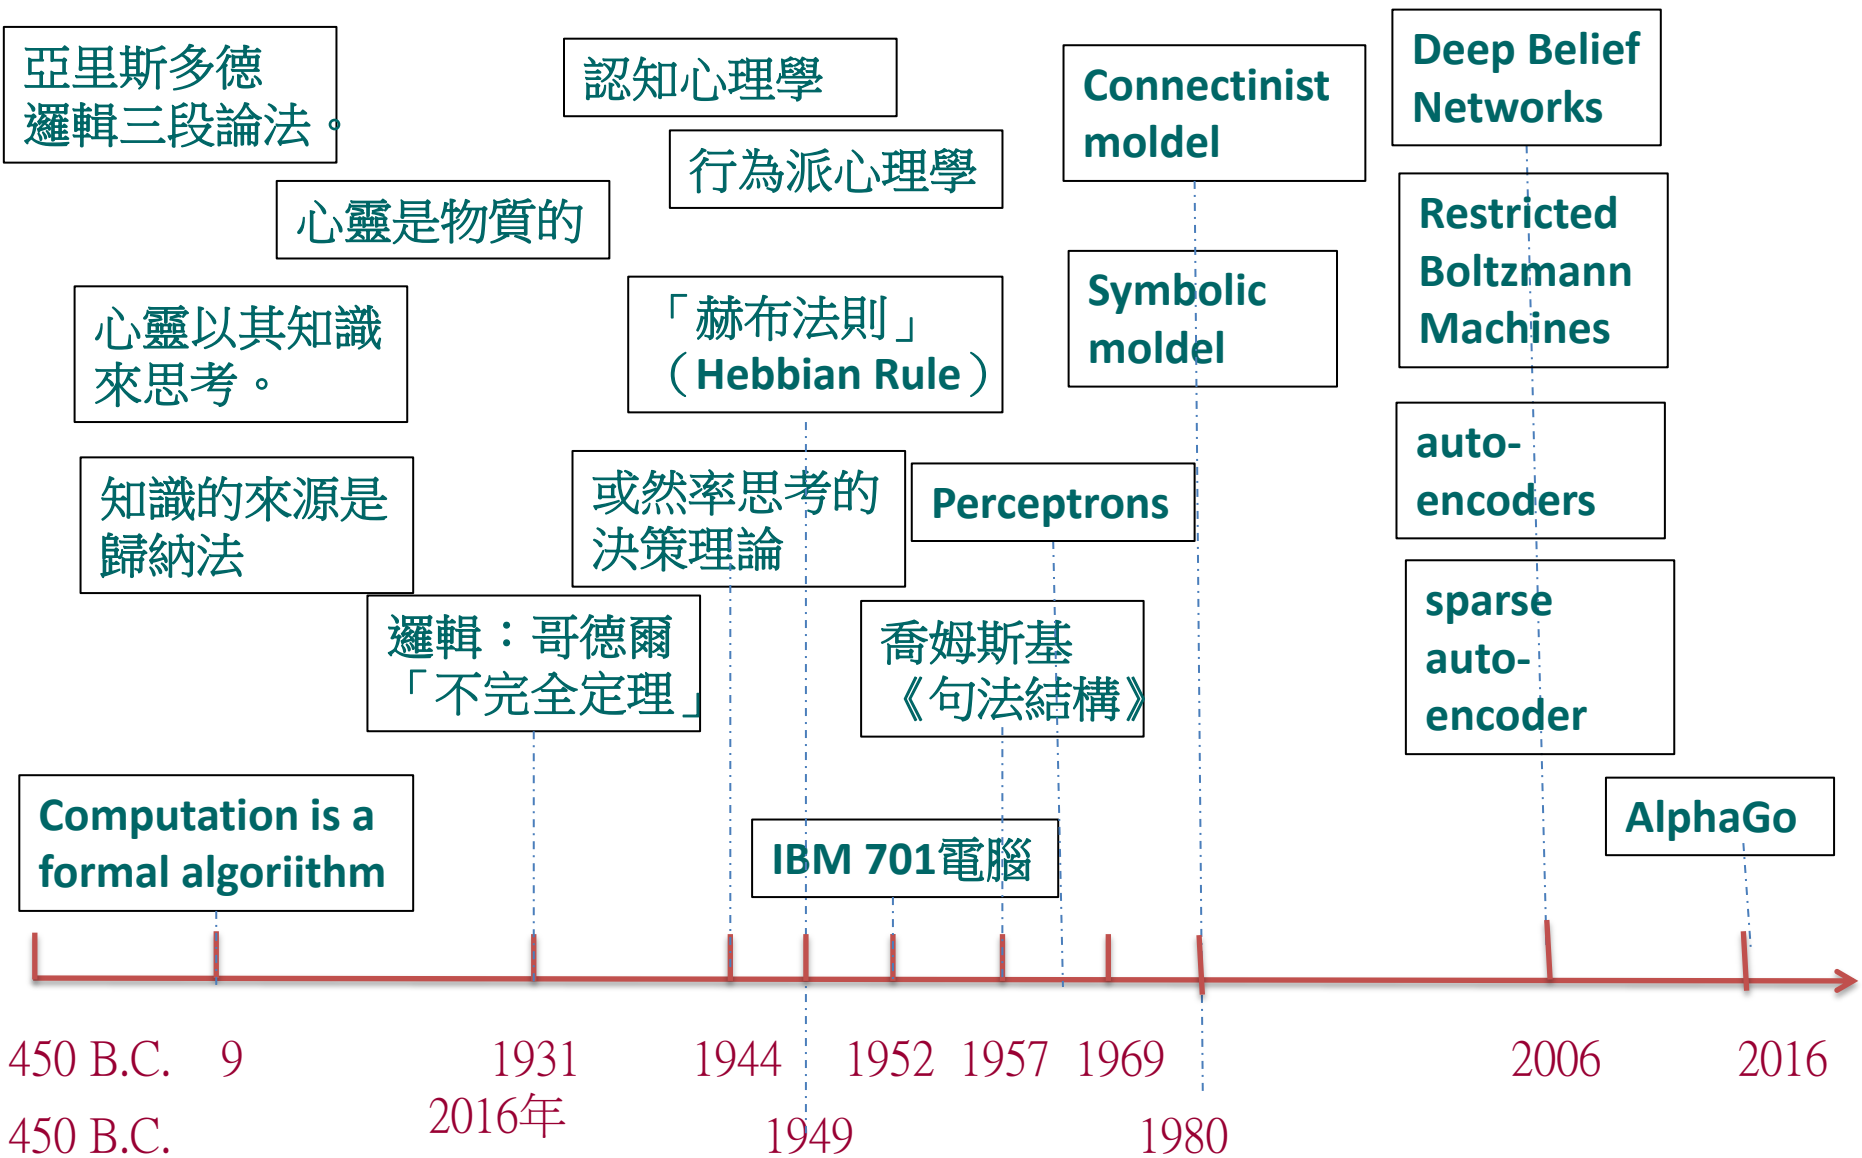 亞里斯多德
邏輯三段論法。
認知心理學
行為派心理學
Connectinist
moldel
Deep Belief
Networks
心靈是物質的
Restricted
Boltzmann
Machines
心靈以其知識
來思考。
「赫布法則」
（Hebbian Rule）
Symbolic
moldel
知識的來源是
歸納法
或然率思考的
決策理論
Perceptrons
auto-
encoders
邏輯：哥德爾
「不完全定理」
喬姆斯基
《句法結構》
sparse
auto-
encoder
Computation is a
formal algoriithm
IBM 701電腦
AlphaGo
450 B.C.
9
1931
1944
1952
1957
1969
2006
2016
2016年
450 B.C.
1949
1980